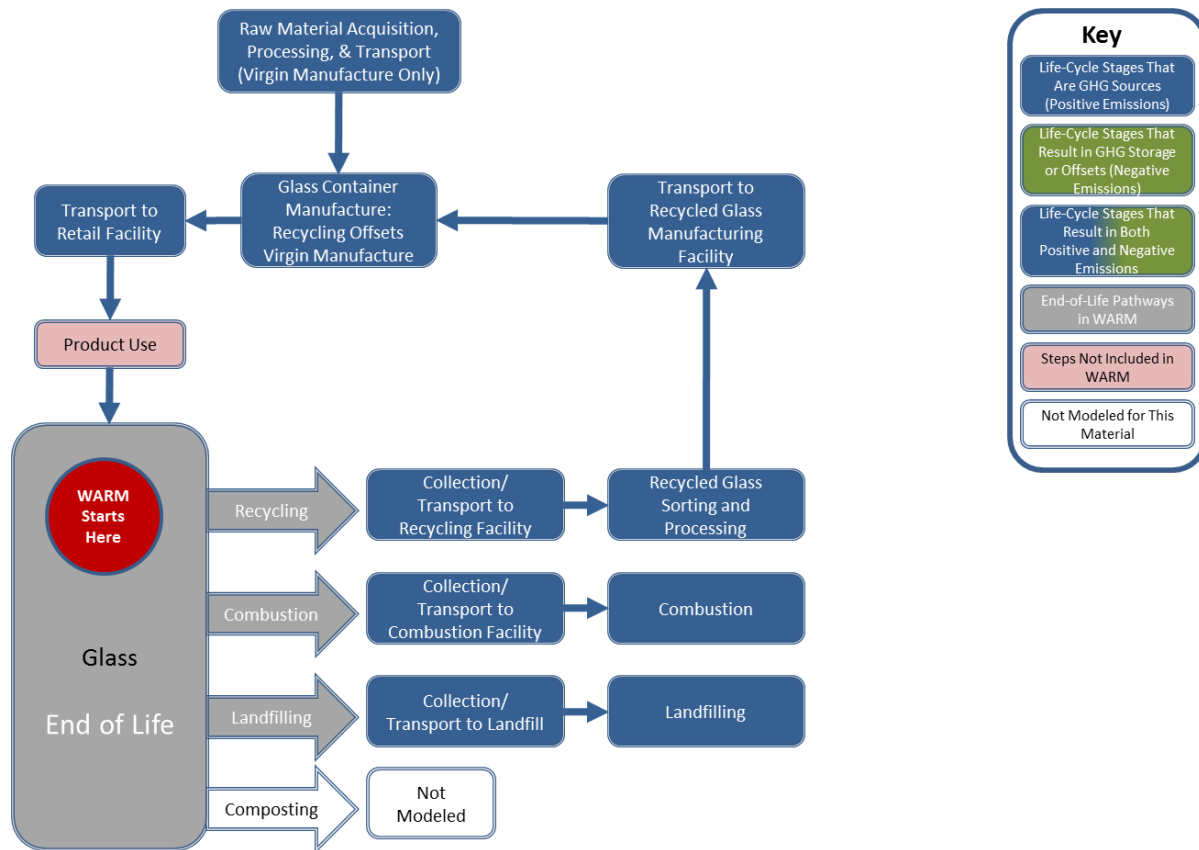 Raw Material Acquisition,
Processing, & Transport
(Virgin Manufacture Only)
Transport to
Retail Facility
Glass Container
Manufacture:
Recycling Offsets
Virgin Manufacture
Transport to
Recycled Glass
Manufacturing
Facility
Product Use
WARM
Starts
Here
Glass
End of Life
Recycling
Collection/
Transport to
Recycling Facility
Recycled Glass
Sorting and
Processing
Combustion
Collection/
Transport to
Combustion Facility
Combustion
Landfilling
Collection/
Transport to Landfill
Landfilling
Composting
Not
Modeled
Key
Life-Cycle Stages That
Are GHG Sources
(Positive Emissions)
Life-Cycle Stages That
Result in GHG Storage
or Offsets (Negative
Emissions)
Life-Cycle Stages That
Result in Both
Positive and Negative
Emissions
End-of-Life Pathways
in WARM
Steps Not Included in
WARM
Not Modeled for This
Material